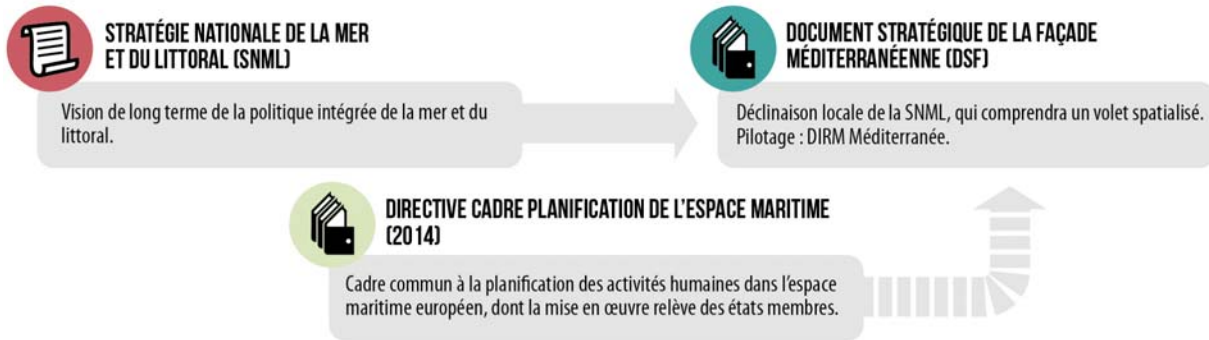 STRATÉGIE NATIONALE DE LA MER
ET DU LITTORAL (SNML)
Vision de long terme de la politique intégrée de la mer et du
littoral.
DOCUMENT STRATÉGIQUE DE LA FAÇADE
MÉDITERRANÉENNE (DSF)
Déclinaison locale de la SNML, qui comprendra un volet spatialisé.
Pilotage : DIRM Méditerranée.
DIRECTIVE CADRE PLANIFICATION DE L'ESPACE MARITIME
(2014)
Cadre commun à la planification des activités humaines dans l'espace
maritime européen, dont la mise en œuvre relève des états membres.